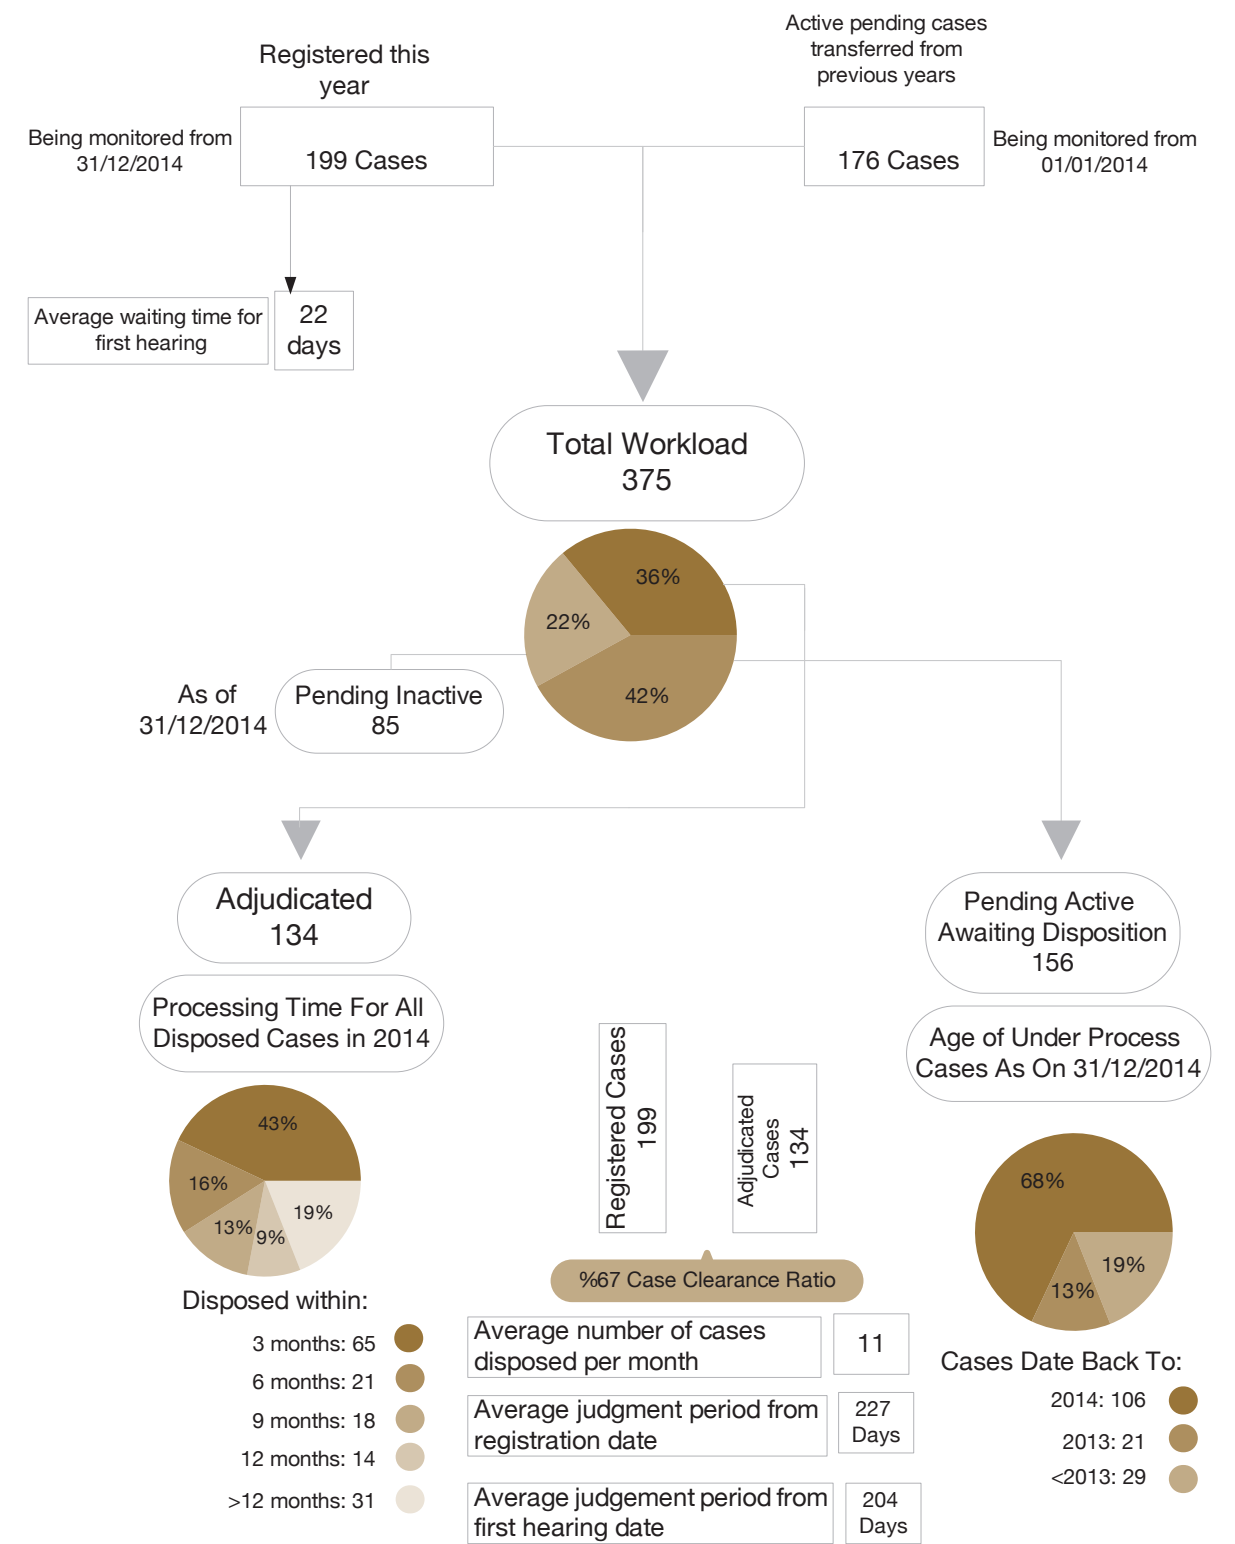 Registered this
year
Active pending cases
transferred from
previous years
Being monitored from
31/12/2014
199 Cases
176 Cases
Being monitored from
01/01/2014
Average waiting time for
first hearing
22
days
Total Workload
375
36%
22%
42%
As of
31/12/2014
Pending Inactive
85
Adjudicated
134
Pending Active
Awaiting Disposition
156
Processing Time For All
Disposed Cases in 2014
Age of Under Process
Cases As On 31/12/2014
43%
16%
13%
9%
19%
Registered Cases
199
Adjudicated
Cases
134
68%
13%
19%
%67 Case Clearance Ratio
Disposed within:
3 months: 65
6 months: 21
9 months: 18
12 months: 14
>12 months: 31
Average number of cases
disposed per month
11
Average judgment period from
registration date
227
Days
Average judgement period from
first hearing date
204
Days
Cases Date Back To:
2014: 106
2013: 21
<2013: 29